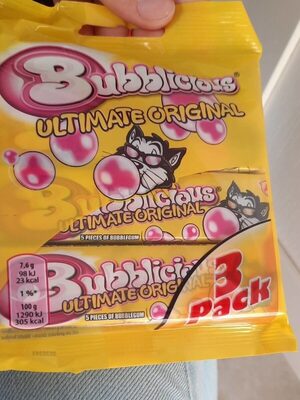 Bubblicious®
ULTIMATE ORIGINAL
Bubblicious®
ULTIMATE ORIGINAL
5 PIECES OF BUBBLEGUM
Bubblicious
ULTIMATE ORIGINAL
5 PIECES OF BUBBLEGUM
3
Pack
7,6 g
98 kJ
23 kcal
1 %*
100 g
1290 kJ
305 kcal